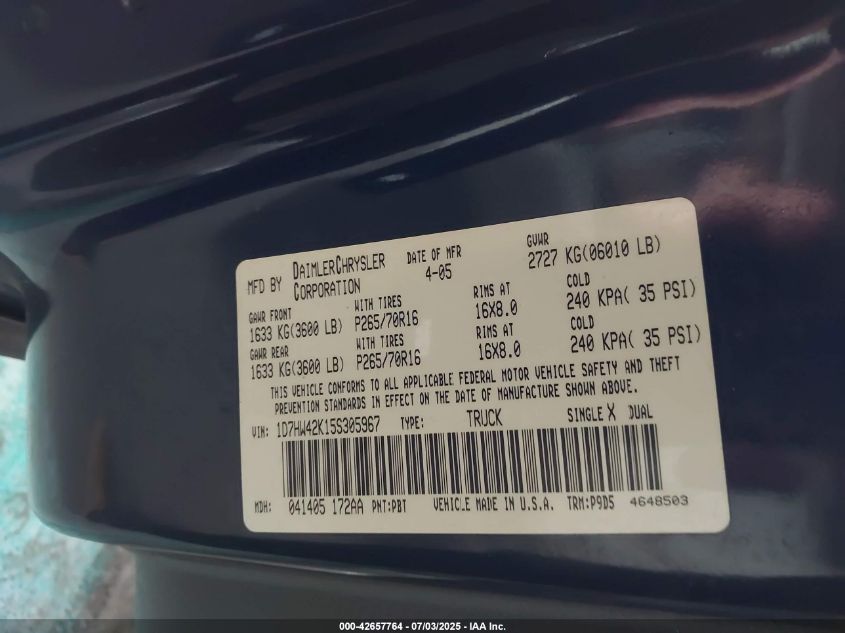 MFD BY DAIMLERCHRYSLER CORPORATION DATE OF MFR 4-05 GVWR 2727 KG(06010 LB)
GAWR FRONT WITH TIRES RIMS AT COLD
1633 KG(3600 LB) P265/70R16 16X8.0 240 KPA( 35 PSI)
GAWR REAR WITH TIRES RIMS AT COLD
1633 KG(3600 LB) P265/70R16 16X8.0 240 KPA( 35 PSI)
THIS VEHICLE CONFORMS TO ALL APPLICABLE FEDERAL MOTOR VEHICLE SAFETY AND THEFT
PREVENTION STANDARDS IN EFFECT ON THE DATE OF MANUFACTURE SHOWN ABOVE.
VIN: 1D7HW42K15S305967 TYPE: TRUCK SINGLE X DUAL
MDH: 041405 172AA PNT:PBT VEHICLE MADE IN U.S.A. TRM:P9D5 4648503
000-42657764 - 07/03/2025 - IAA Inc.